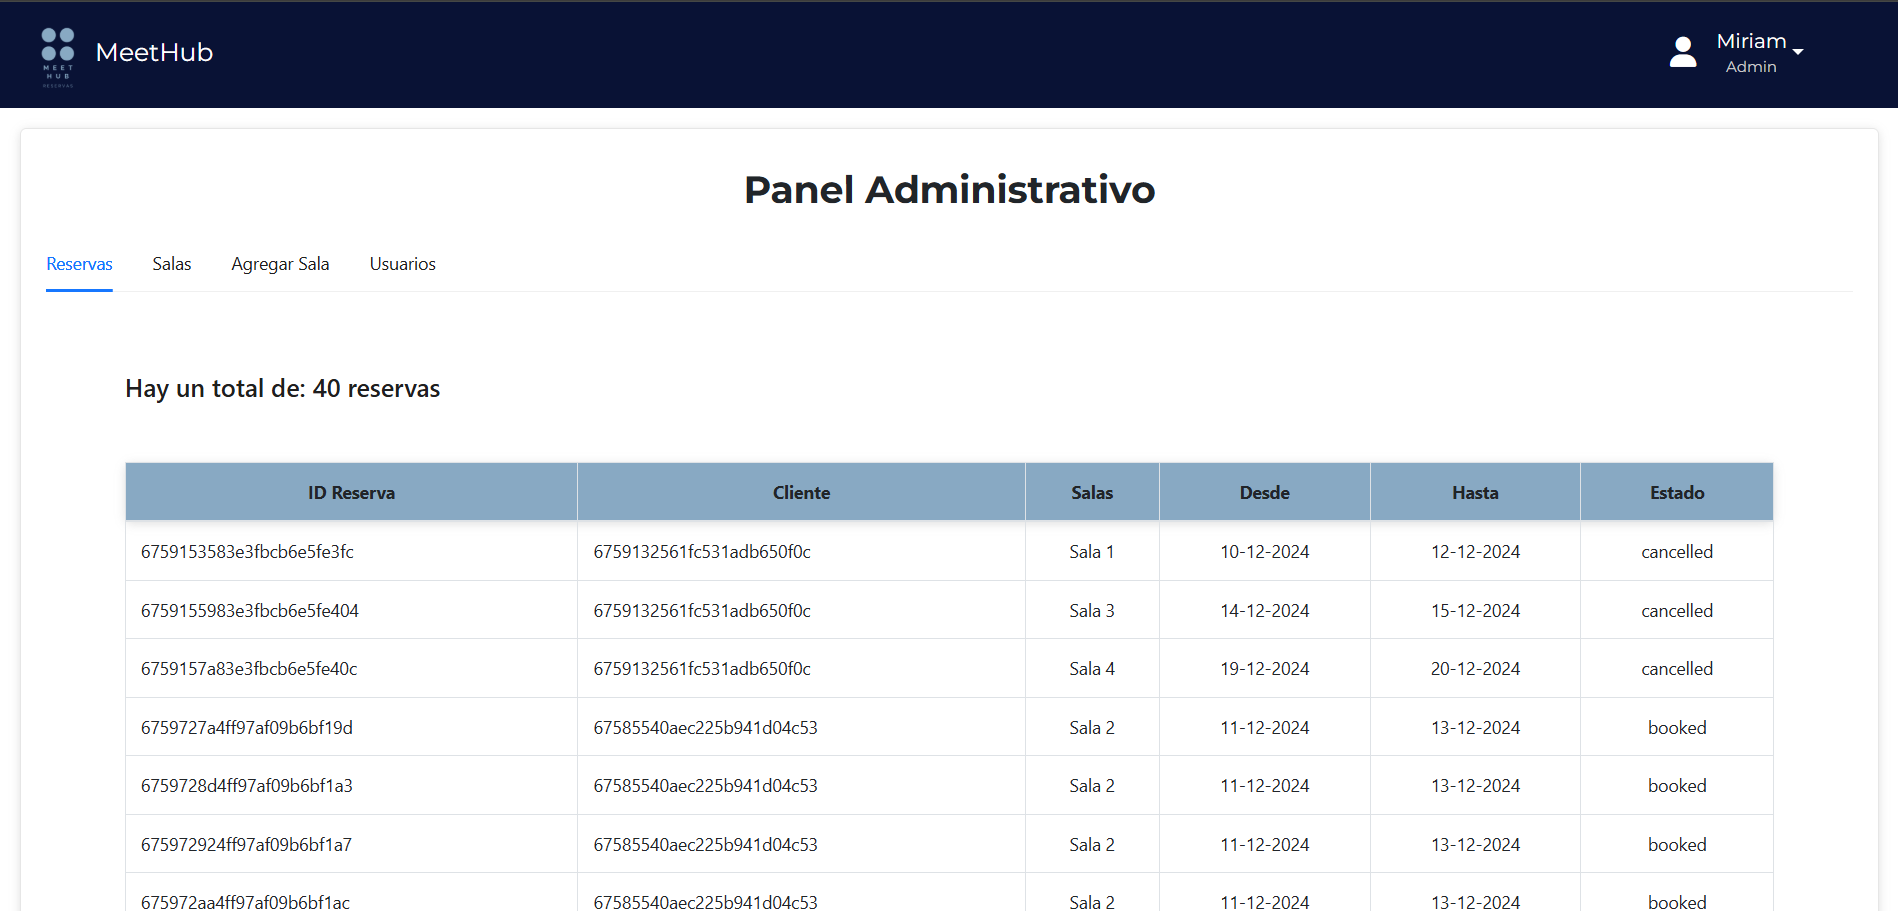 MEET
HUB
RESERVAS
MeetHub
Miriam
Admin
Panel Administrativo
Reservas Salas Agregar Sala Usuarios
Hay un total de: 40 reservas
ID Reserva Cliente Salas Desde Hasta Estado
6759153583e3fbcb6e5fe3fc 6759132561fc531adb650f0c Sala 1 10-12-2024 12-12-2024 cancelled
6759155983e3fbcb6e5fe404 6759132561fc531adb650f0c Sala 3 14-12-2024 15-12-2024 cancelled
6759157a83e3fbcb6e5fe40c 6759132561fc531adb650f0c Sala 4 19-12-2024 20-12-2024 cancelled
6759727a4ff97af09b6bf19d 67585540aec225b941d04c53 Sala 2 11-12-2024 13-12-2024 booked
6759728d4ff97af09b6bf1a3 67585540aec225b941d04c53 Sala 2 11-12-2024 13-12-2024 booked
675972924ff97af09b6bf1a7 67585540aec225b941d04c53 Sala 2 11-12-2024 13-12-2024 booked
675972aa4ff97af09b6bf1ac 67585540aec225b941d04c53 Sala 2 11-12-2024 13-12-2024 booked